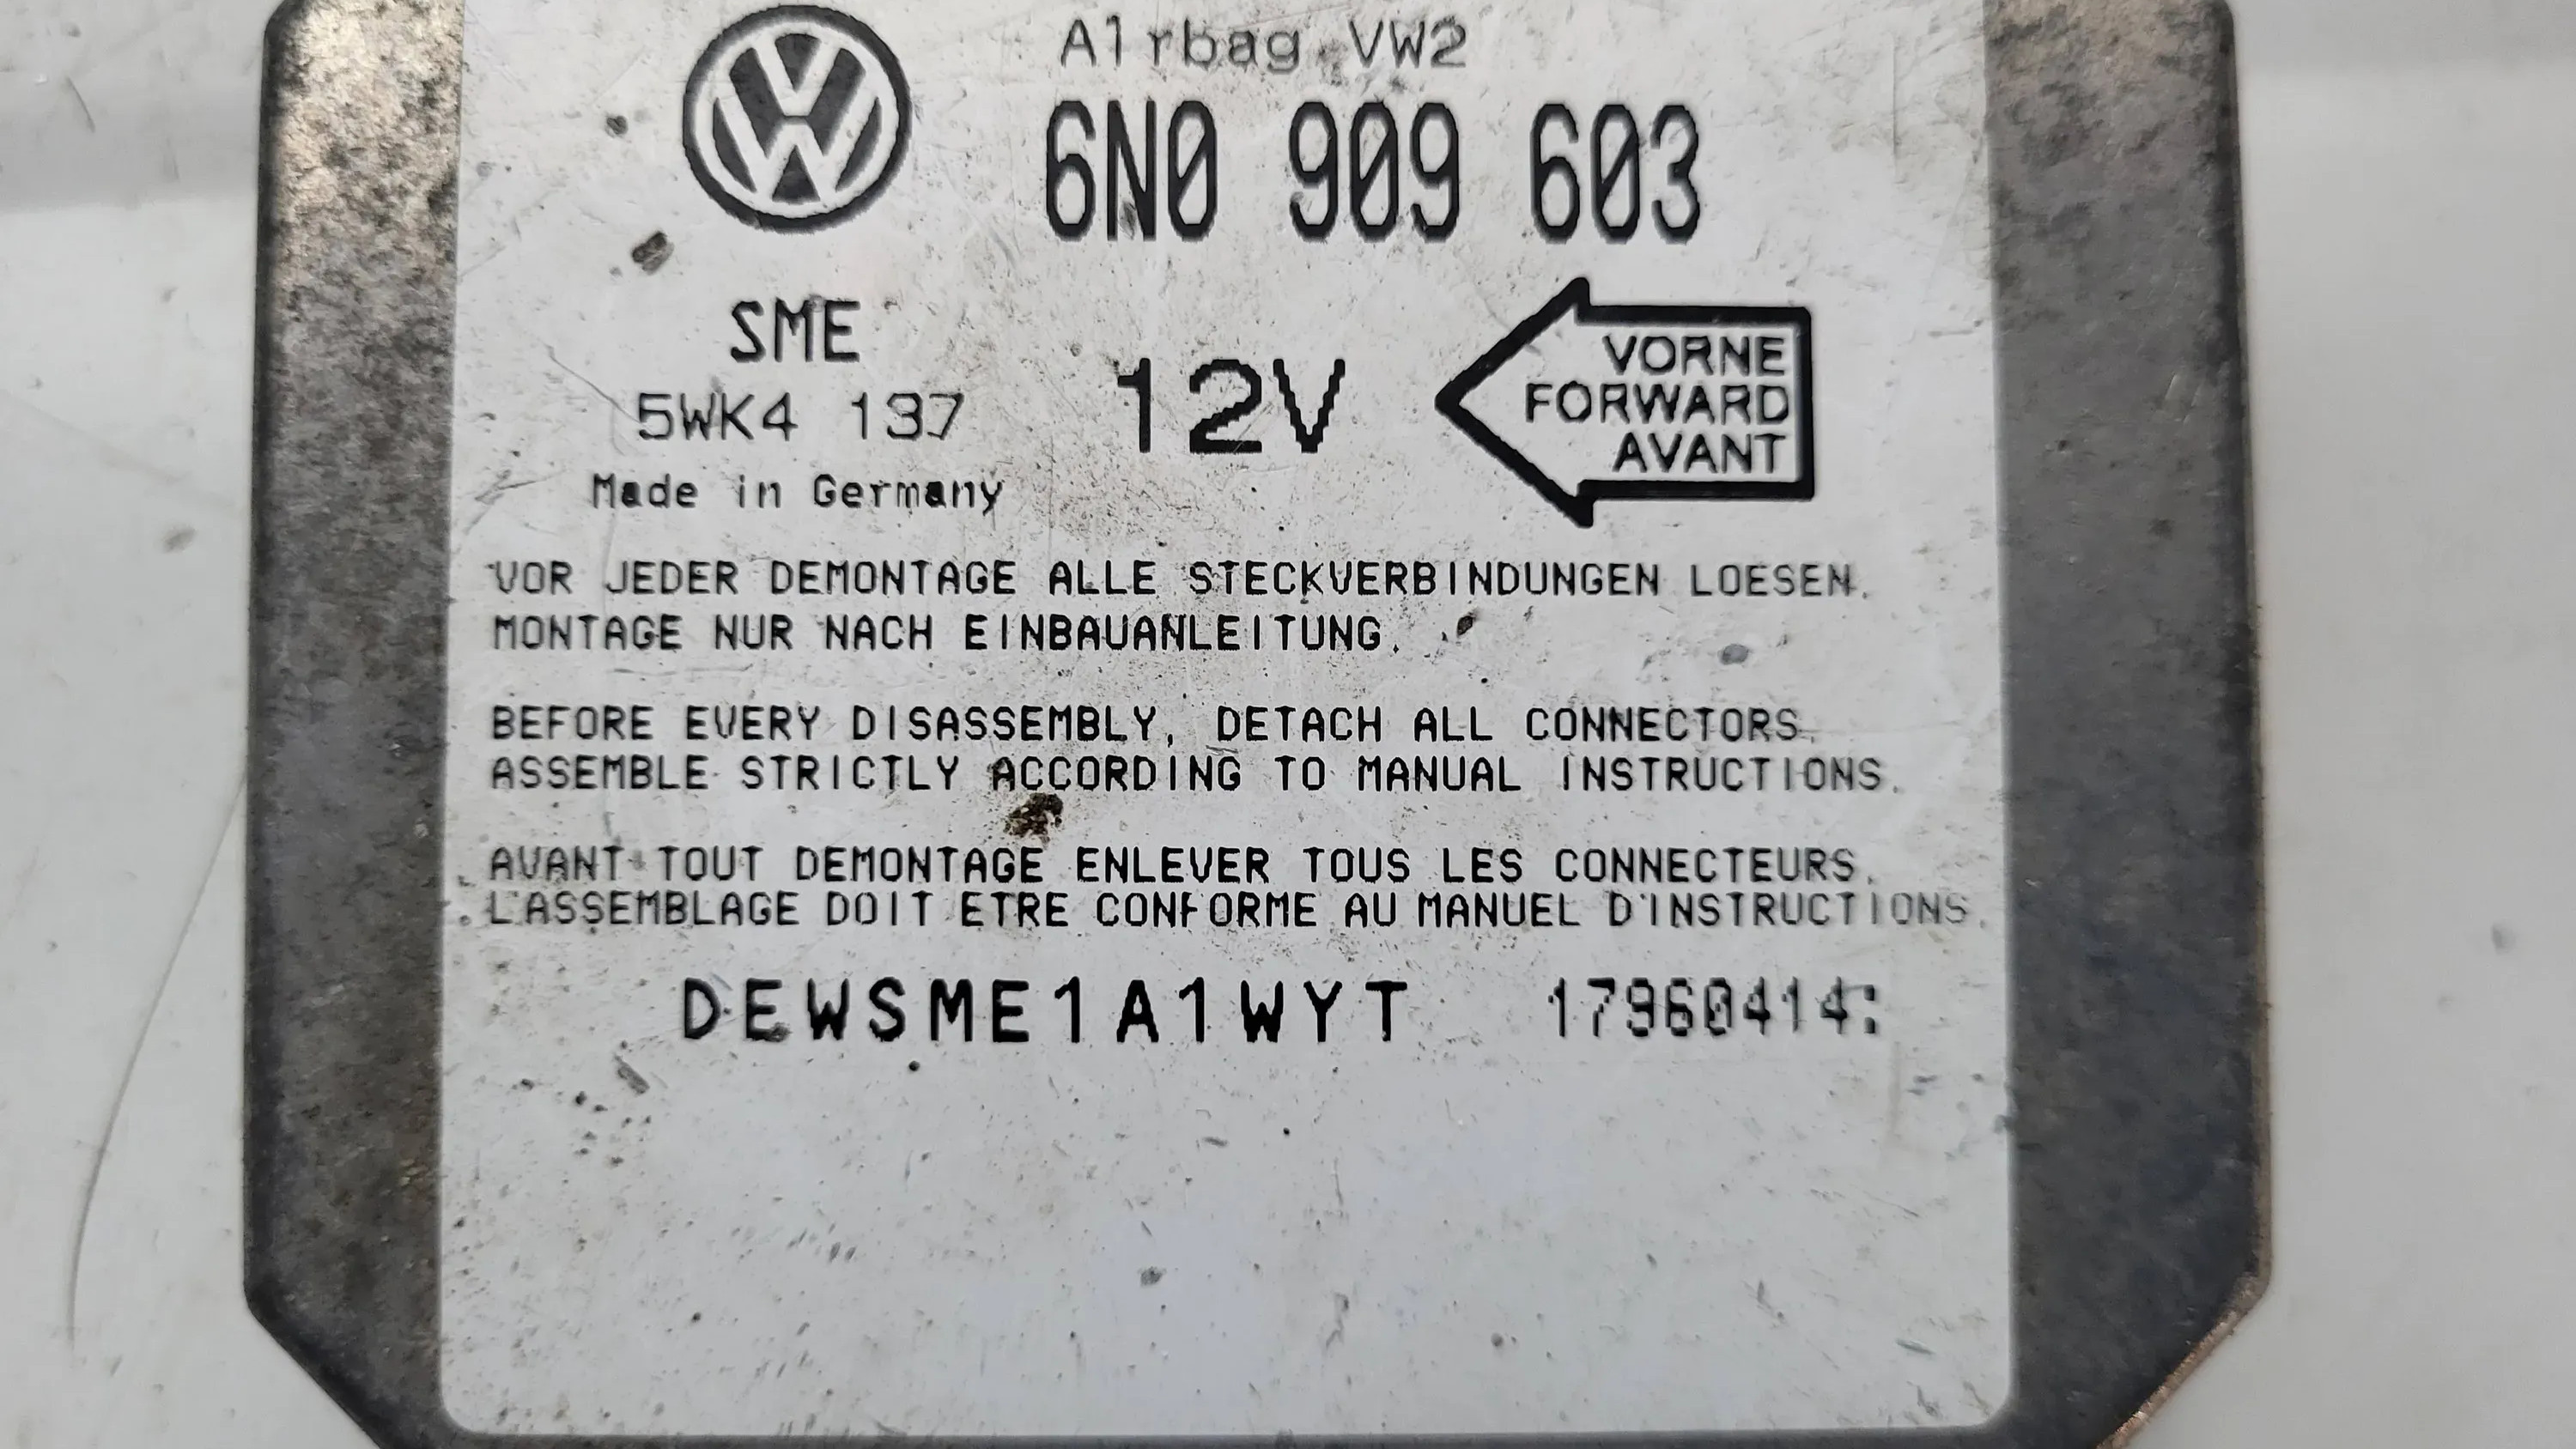 Airbag VW2
6N0 909 603
SME
5WK4 137
Made in Germany
12V
VORNE
FORWARD
AVANT
VOR JEDER DEMONTAGE ALLE STECKVERBINDUNGEN LOESEN.
MONTAGE NUR NACH EINBAUANLEITUNG.
BEFORE EVERY DISASSEMBLY, DETACH ALL CONNECTORS.
ASSEMBLE STRICTLY ACCORDING TO MANUAL INSTRUCTIONS.
AVANT TOUT DEMONTAGE ENLEVER TOUS LES CONNECTEURS.
L'ASSEMBLAGE DOIT ETRE CONFORME AU MANUEL D'INSTRUCTIONS.
DEWSME1A1WYT